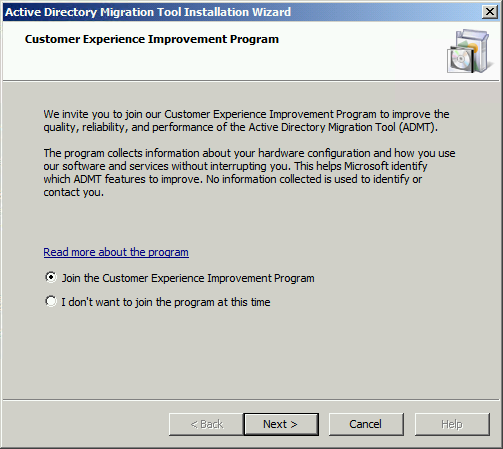 Active Directory Migration Tool Installation Wizard
Customer Experience Improvement Program
We invite you to join our Customer Experience Improvement Program to improve the
quality, reliability, and performance of the Active Directory Migration Tool (ADMT).
The program collects information about your hardware configuration and how you use
our software and services without interrupting you. This helps Microsoft identify
which ADMT features to improve. No information collected is used to identify or
contact you.
Read more about the program
Join the Customer Experience Improvement Program
I don't want to join the program at this time
< Back Next > Cancel Help